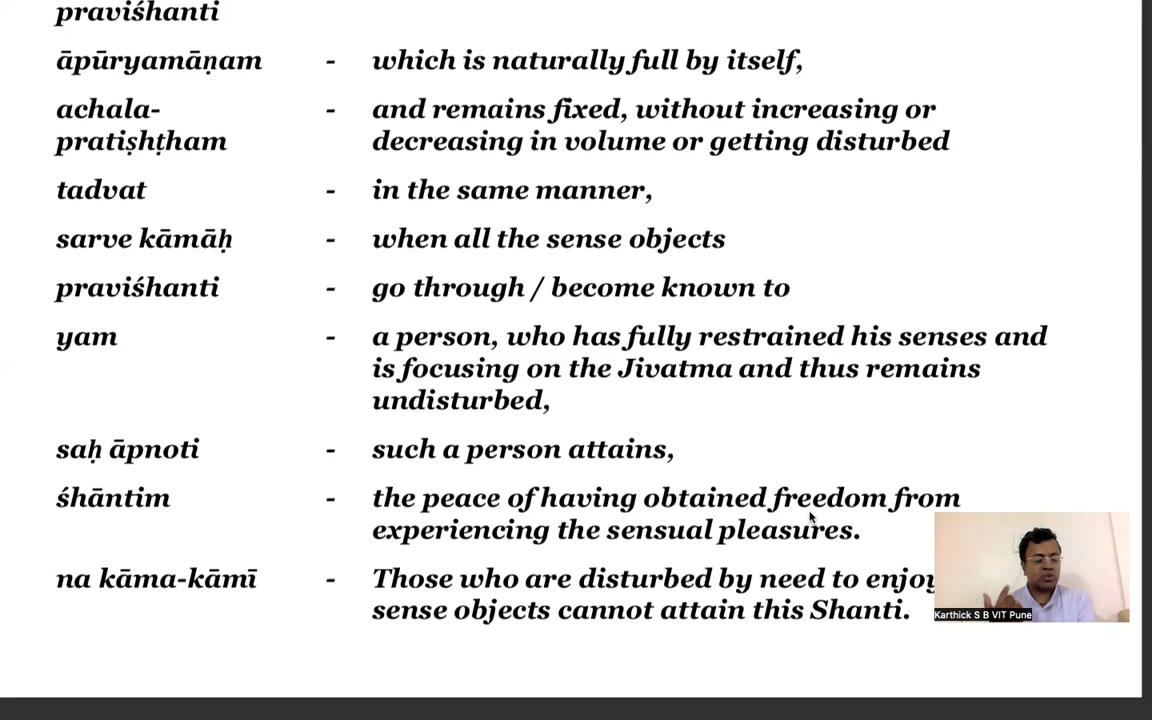 praviśhanti
āpūryamāṇam - which is naturally full by itself,
achala- - and remains fixed, without increasing or
pratiṣhṭham decreasing in volume or getting disturbed
tadvat - in the same manner,
sarve kāmāḥ - when all the sense objects
praviśhanti - go through / become known to
yam - a person, who has fully restrained his senses and
is focusing on the Jivatma and thus remains
undisturbed,
saḥ āpnoti - such a person attains,
śhāntim - the peace of having obtained freedom from
experiencing the sensual pleasures.
na kāma-kāmī - Those who are disturbed by need to enjoy
sense objects cannot attain this Shanti.
Karthick S B VIT Pune